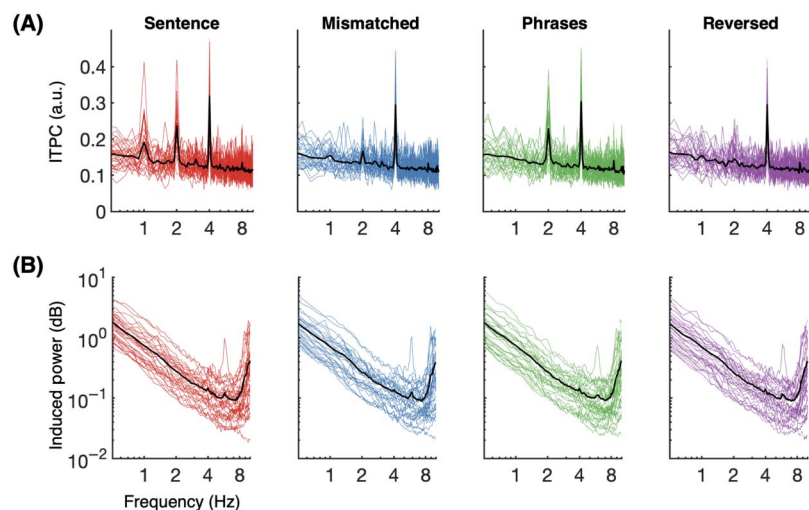 (A) Sentence Mismatched Phrases Reversed
ITPC (a.u.)
0.4
0.3
0.2
0.1
0
1 2 4 8 1 2 4 8 1 2 4 8 1 2 4 8
(B)
Induced power (dB)
10^1
10^0
10^-1
10^-2
1 2 4 8 1 2 4 8 1 2 4 8 1 2 4 8
Frequency (Hz)